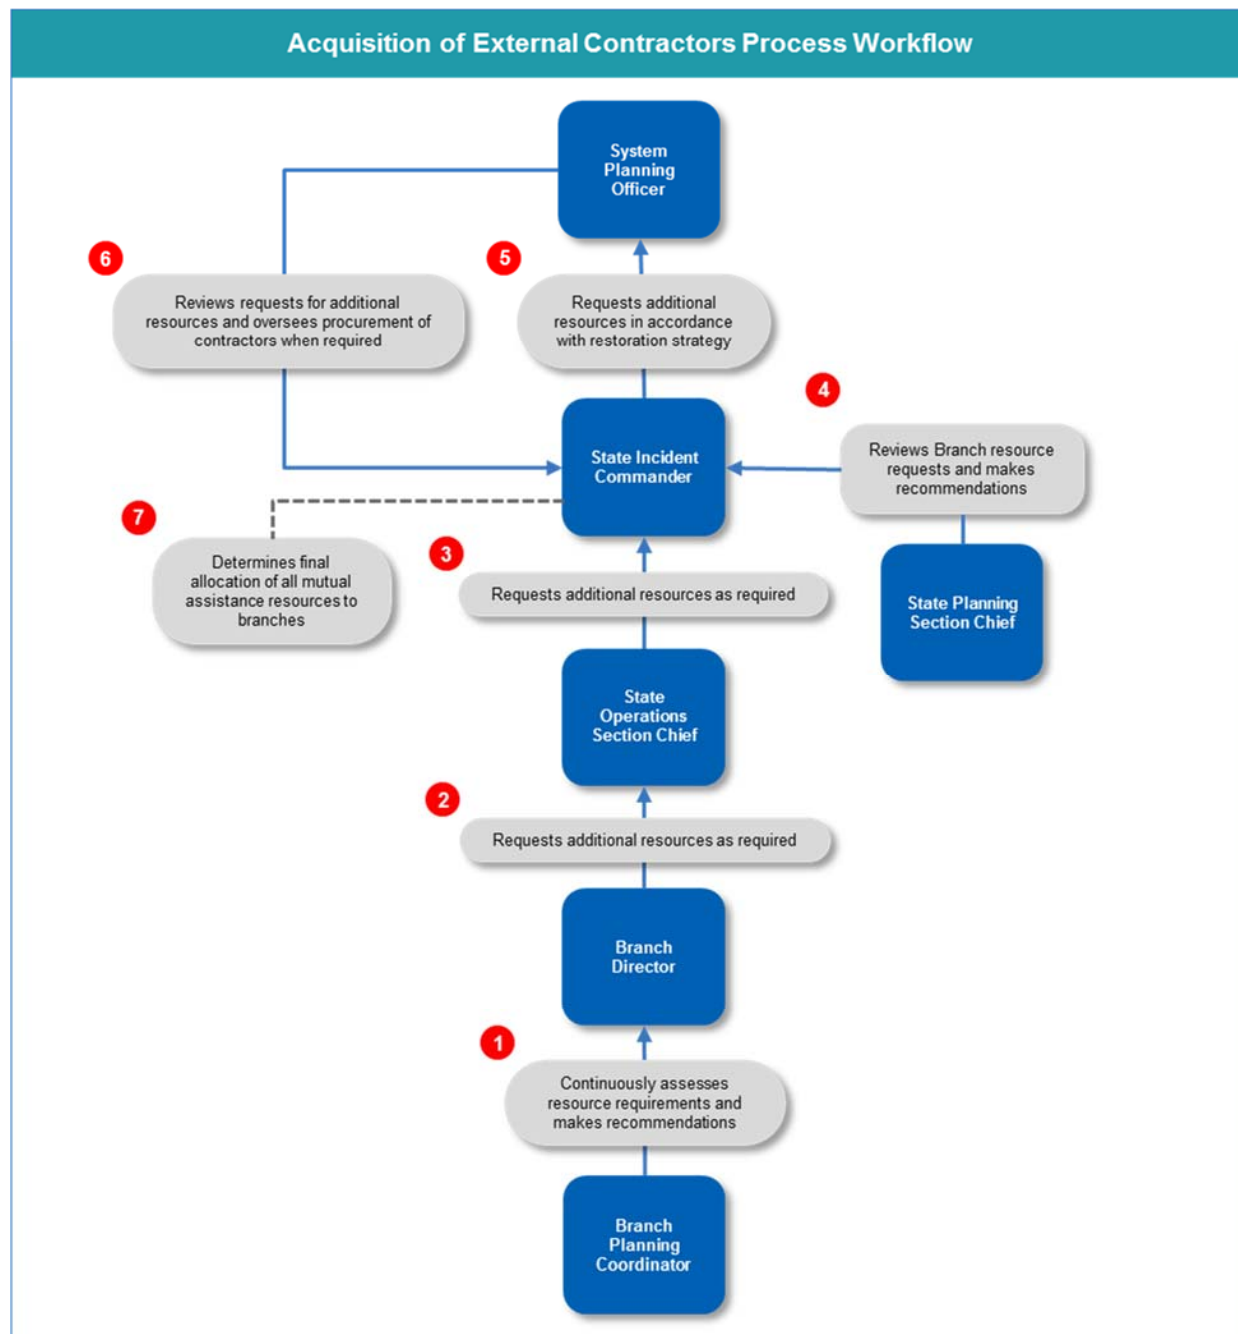 Acquisition of External Contractors Process Workflow
System
Planning
Officer
6
Reviews requests for additional
resources and oversees procurement of
contractors when required
5
Requests additional
resources in accordance
with restoration strategy
4
Reviews Branch resource
requests and makes
recommendations
State Incident
Commander
7
Determines final
allocation of all mutual
assistance resources to
branches
3
Requests additional resources as required
State Planning
Section Chief
State
Operations
Section Chief
2
Requests additional resources as required
Branch
Director
1
Continuously assesses
resource requirements and
makes recommendations
Branch
Planning
Coordinator